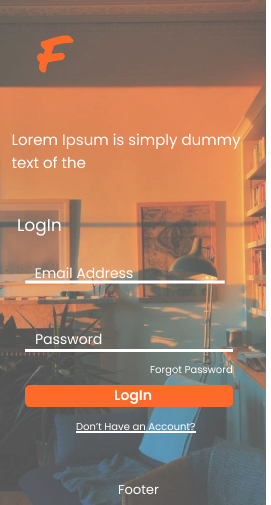 F
Lorem Ipsum is simply dummy
text of the
LogIn
Email Address
Password
Forgot Password
LogIn
Don't Have an Account?
Footer